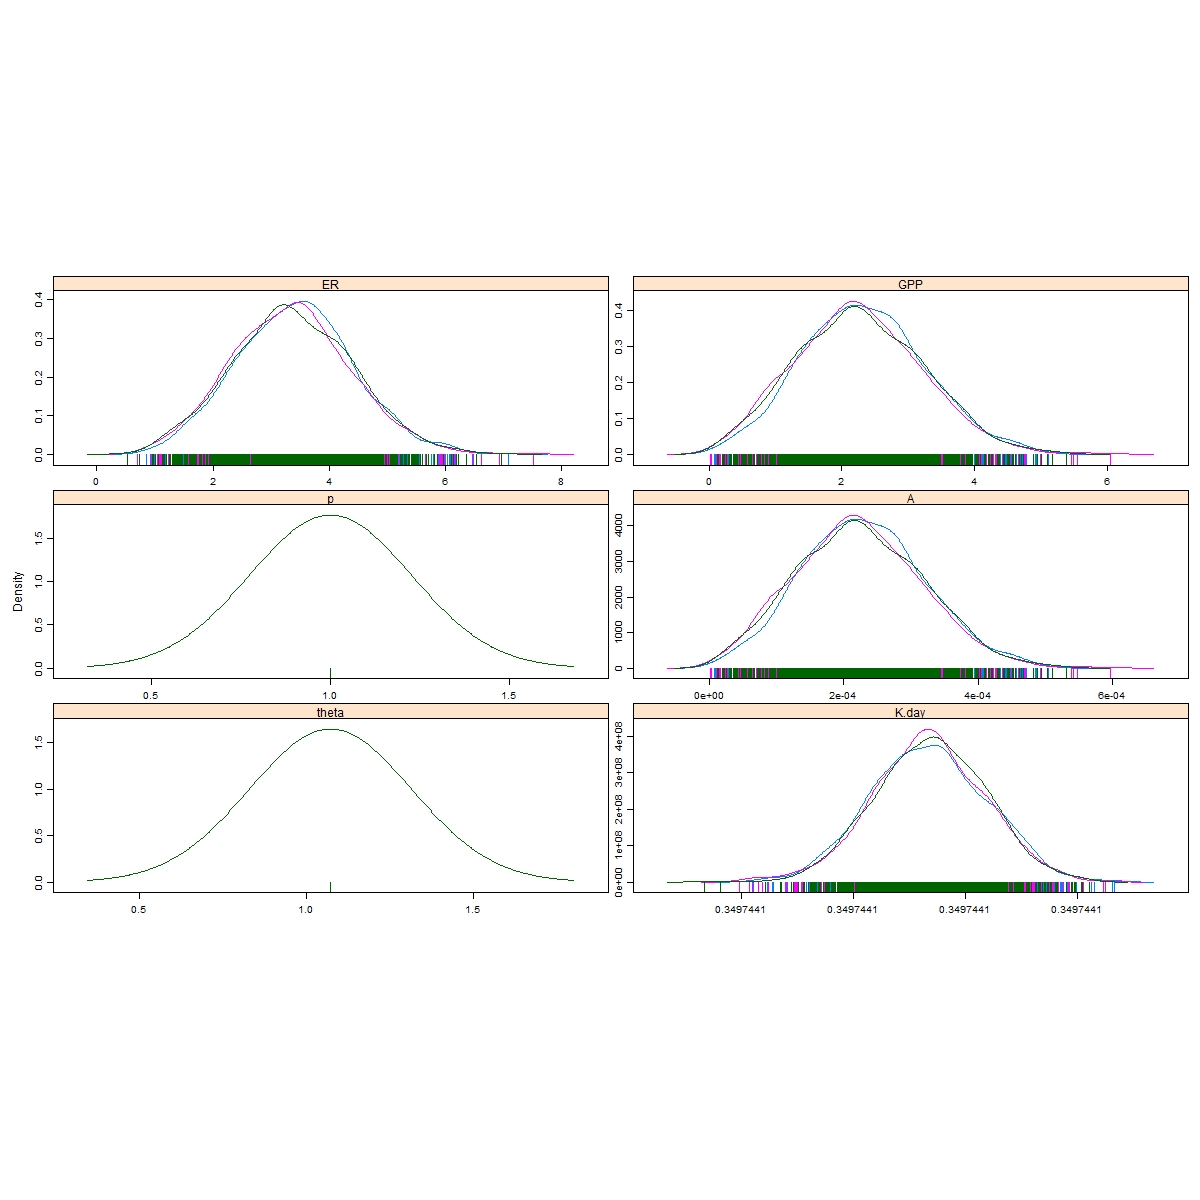 ER
0.0 0.1 0.2 0.3 0.4
0 2 4 6 8
GPP
0.0 0.1 0.2 0.3 0.4
0 2 4 6
Density
p
0.0 0.5 1.0 1.5
0.5 1.0 1.5
A
0 1000 2000 3000 4000
0e+00 2e-04 4e-04 6e-04
theta
0.0 0.5 1.0 1.5
0.5 1.0 1.5
K.day
0e+00 1e+08 2e+08 3e+08 4e+08
0.3497441 0.3497441 0.3497441 0.3497441